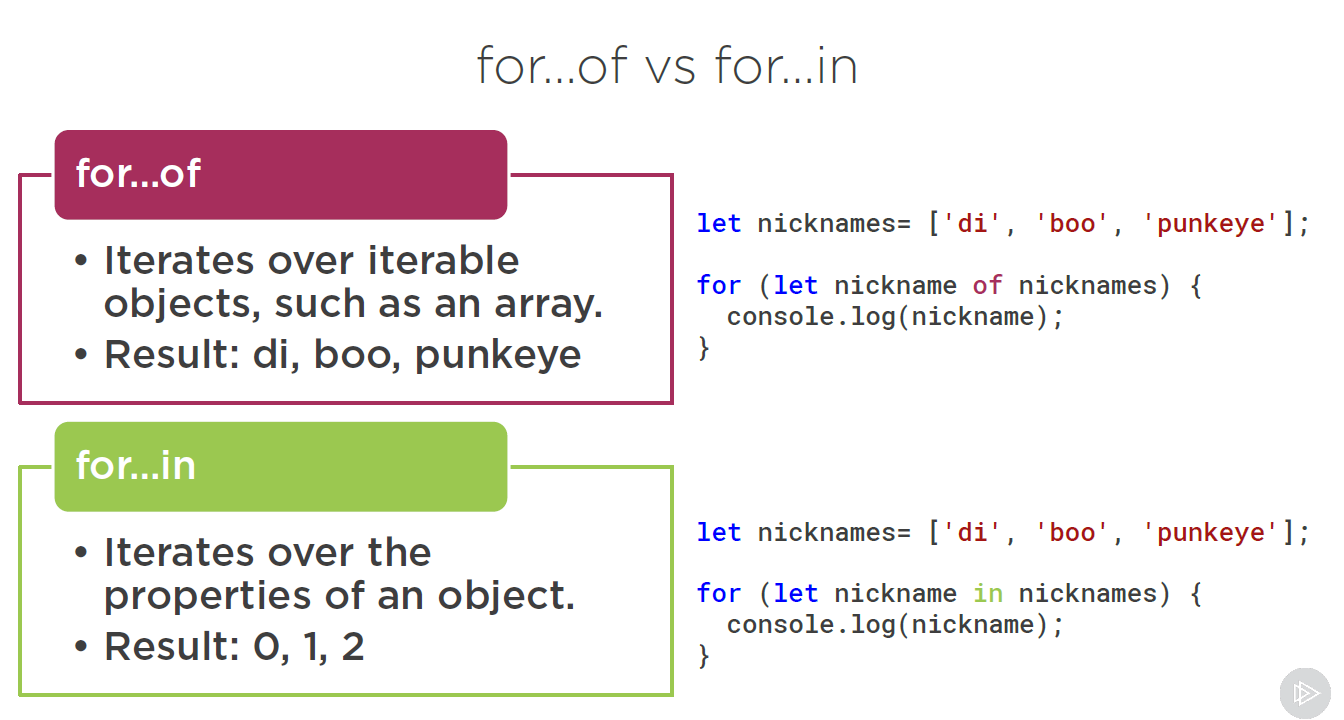 for...of vs for...in
for...of
• Iterates over iterable
objects, such as an array.
• Result: di, boo, punkeye
let nicknames= ['di', 'boo', 'punkeye'];
for (let nickname of nicknames) {
  console.log(nickname);
}
for...in
• Iterates over the
properties of an object.
• Result: 0, 1, 2
let nicknames= ['di', 'boo', 'punkeye'];
for (let nickname in nicknames) {
  console.log(nickname);
}